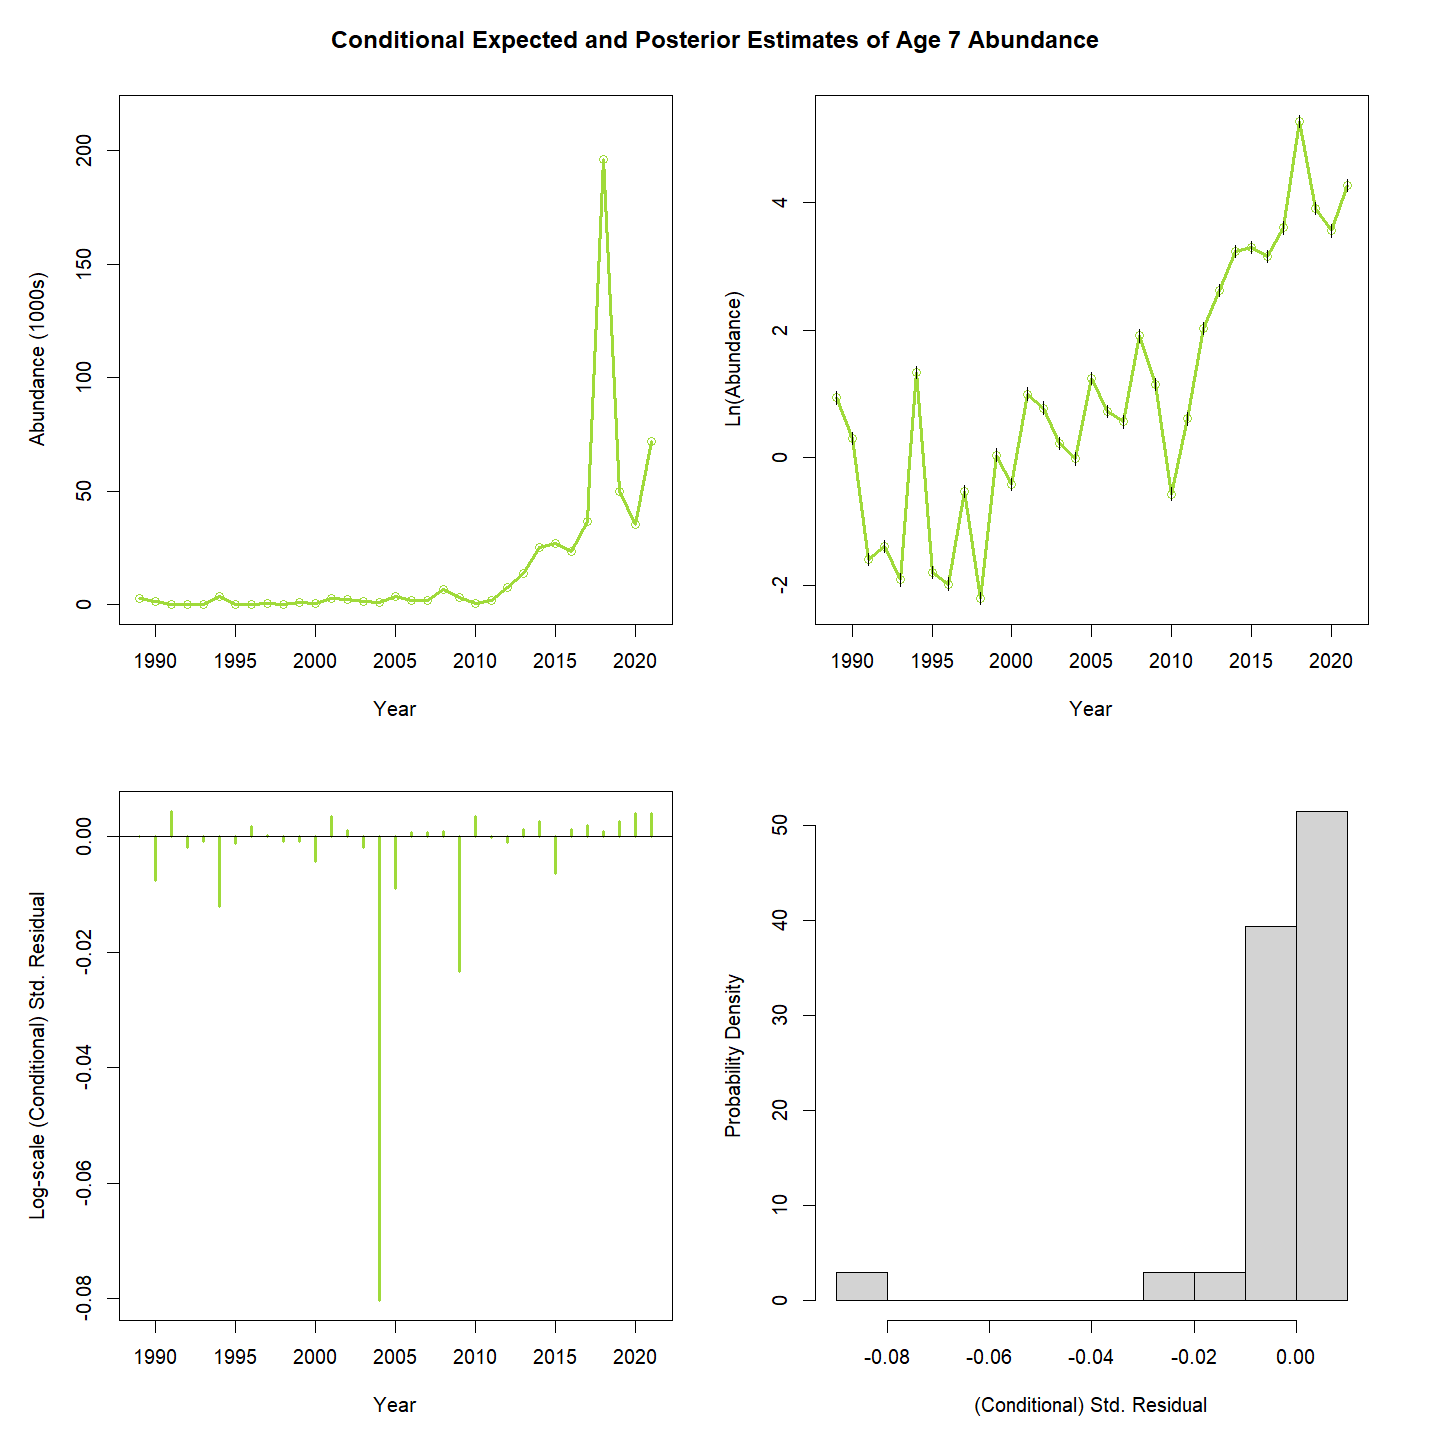 Conditional Expected and Posterior Estimates of Age 7 Abundance
Abundance (1000s)
200
150
100
50
0
1990 1995 2000 2005 2010 2015 2020
Year
Ln(Abundance)
4
2
0
-2
1990 1995 2000 2005 2010 2015 2020
Year
Log-scale (Conditional) Std. Residual
0.00
-0.02
-0.04
-0.06
-0.08
1990 1995 2000 2005 2010 2015 2020
Year
Probability Density
50
40
30
20
10
0
-0.08 -0.06 -0.04 -0.02 0.00
(Conditional) Std. Residual